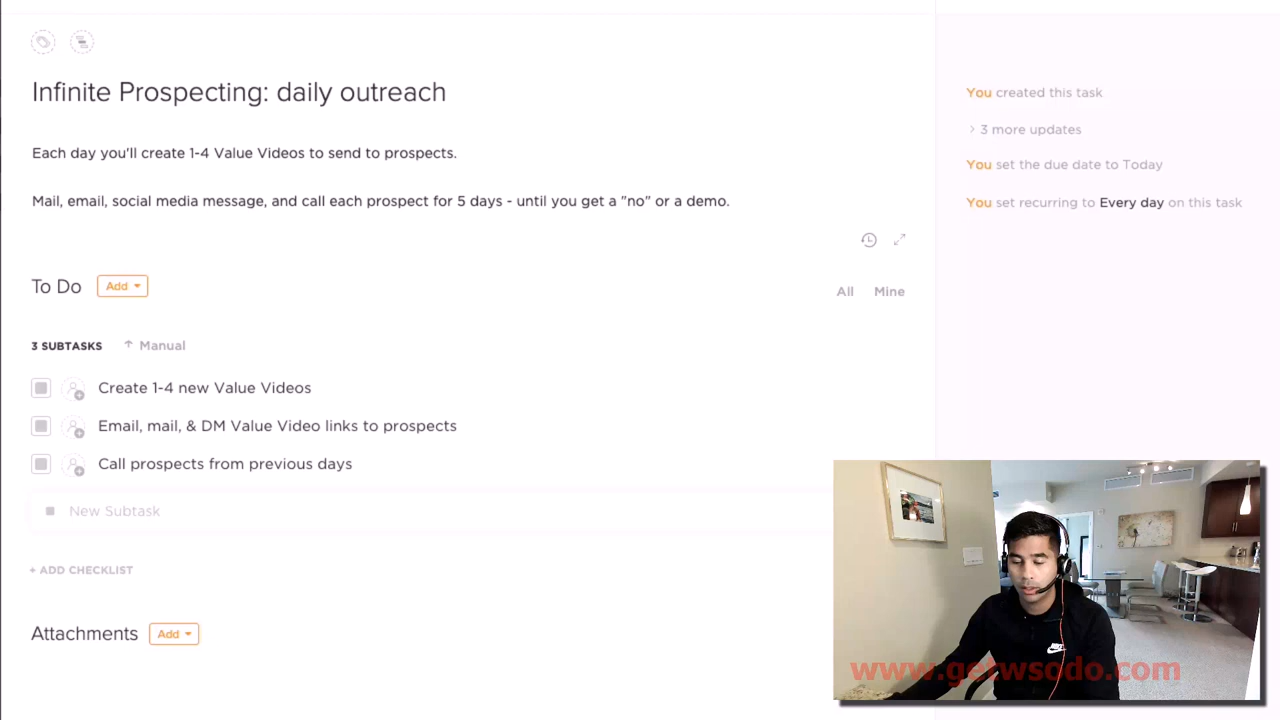 Infinite Prospecting: daily outreach
Each day you'll create 1-4 Value Videos to send to prospects.
Mail, email, social media message, and call each prospect for 5 days - until you get a "no" or a demo.
To Do
Add
All
Mine
3 SUBTASKS
Manual
Create 1-4 new Value Videos
Email, mail, & DM Value Video links to prospects
Call prospects from previous days
New Subtask
+ ADD CHECKLIST
Attachments
Add
You created this task
> 3 more updates
You set the due date to Today
You set recurring to Every day on this task
www.getwsodo.com